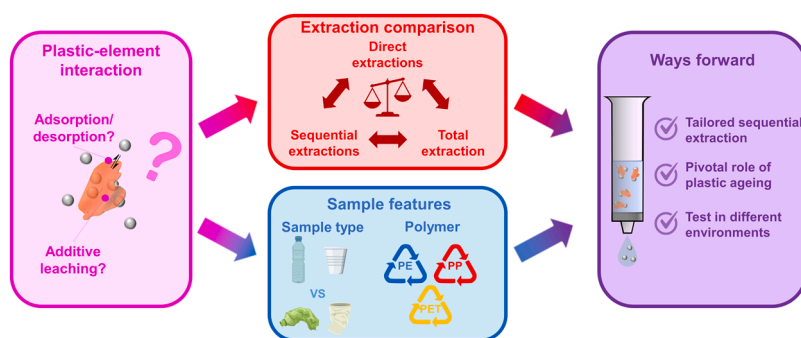 Plastic-element
interaction
Adsorption/
desorption?
?
Additive
leaching?
Extraction comparison
Direct
extractions
Sequential
extractions
Total
extraction
Sample features
Sample type
VS
Polymer
PE
PP
PET
Ways forward
Tailored sequential
extraction
Pivotal role of
plastic ageing
Test in different
environments